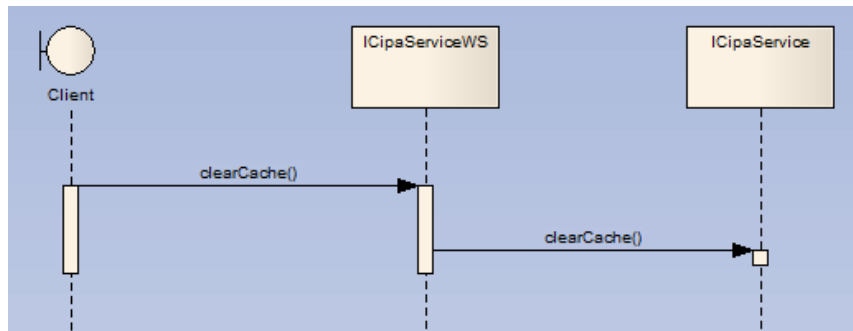 ICipaServiceWS
ICipaService
Client
clearCache()
clearCache()